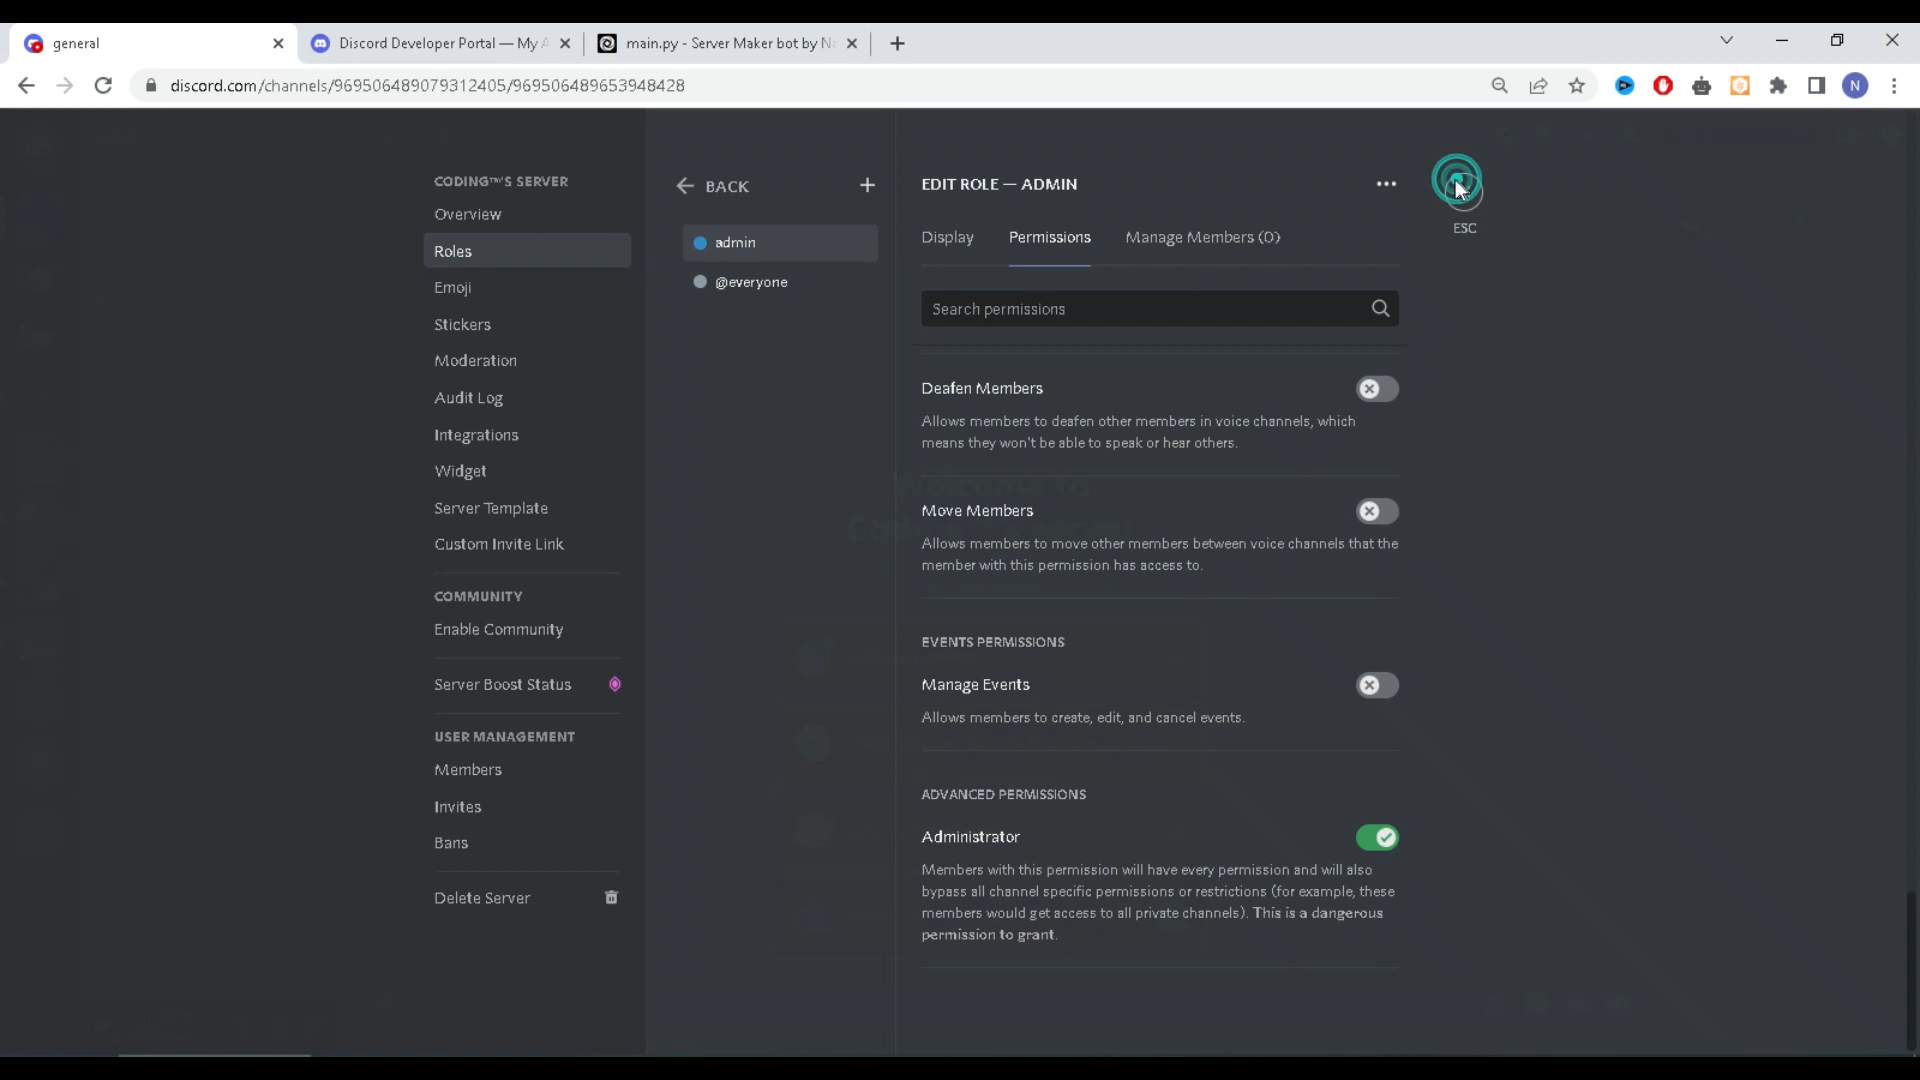 general
Discord Developer Portal — My A
main.py - Server Maker bot by Na
discord.com/channels/969506489079312405/969506489653948428
N
CODING™'S SERVER
Overview
Roles
Emoji
Stickers
Moderation
Audit Log
Integrations
Widget
Server Template
Custom Invite Link
COMMUNITY
Enable Community
Server Boost Status
USER MANAGEMENT
Members
Invites
Bans
Delete Server
BACK
admin
@everyone
EDIT ROLE — ADMIN
ESC
Display Permissions Manage Members (0)
Search permissions
Deafen Members
Allows members to deafen other members in voice channels, which
means they won't be able to speak or hear others.
Move Members
Allows members to move other members between voice channels that the
member with this permission has access to.
EVENTS PERMISSIONS
Manage Events
Allows members to create, edit, and cancel events.
ADVANCED PERMISSIONS
Administrator
Members with this permission will have every permission and will also
bypass all channel specific permissions or restrictions (for example, these
members would get access to all private channels). This is a dangerous
permission to grant.